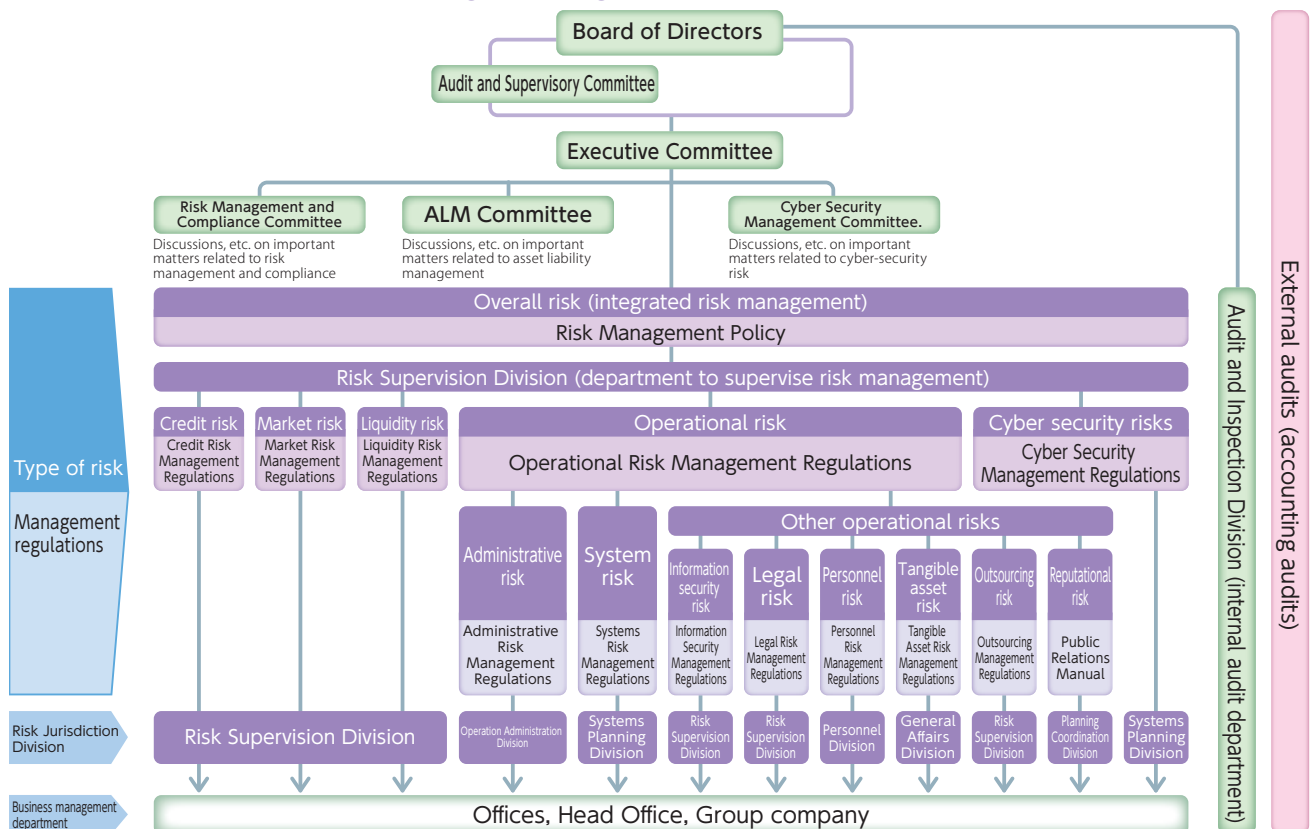 Board of Directors
Audit and Supervisory Committee
Executive Committee
Risk Management and
Compliance Committee
Discussions, etc. on important
matters related to risk
management and compliance
ALM Committee
Discussions, etc. on important
matters related to asset liability
management
Cyber Security
Management Committee.
Discussions, etc. on important
matters related to cyber-security
risk
Overall risk (integrated risk management)
Risk Management Policy
Risk Supervision Division (department to supervise risk management)
Type of risk
Management
regulations
Credit risk
Credit Risk
Management
Regulations
Market risk
Market Risk
Management
Regulations
Liquidity risk
Liquidity Risk
Management
Regulations
Operational risk
Operational Risk Management Regulations
Cyber security risks
Cyber Security
Management Regulations
Other operational risks
Administrative
risk
Administrative
Risk
Management
Regulations
System
risk
Systems
Risk
Management
Regulations
Information
security
risk
Information
Security
Management
Regulations
Legal
risk
Legal Risk
Management
Regulations
Personnel
risk
Personnel
Risk
Management
Regulations
Tangible
asset
risk
Tangible
Asset Risk
Management
Regulations
Outsourcing
risk
Outsourcing
Management
Regulations
Reputational
risk
Public
Relations
Manual
Risk Jurisdiction
Division
Risk Supervision Division
Operation Administration
Division
Systems
Planning
Division
Risk
Supervision
Division
Risk
Supervision
Division
Personnel
Division
General
Affairs
Division
Risk
Supervision
Division
Planning
Coordination
Division
Systems
Planning
Division
Business management
department
Offices, Head Office, Group company
Audit and Inspection Division (internal audit department)
External audits (accounting audits)